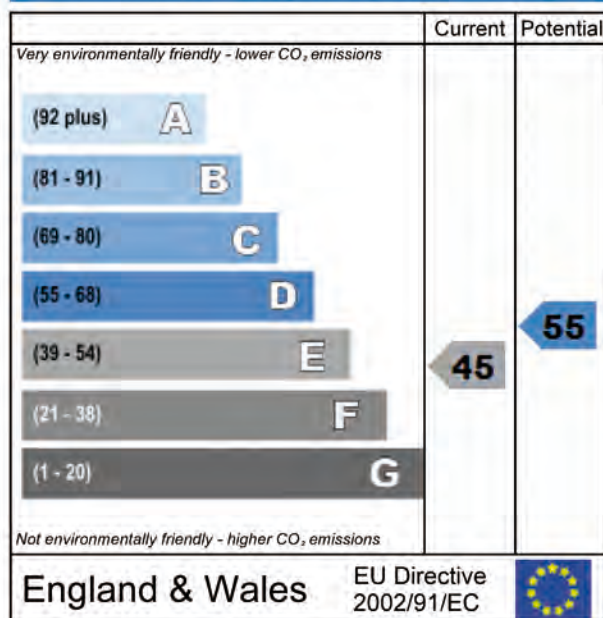 Current Potential
Very environmentally friendly - lower CO₂ emissions
(92 plus) A
(81 - 91) B
(69 - 80) C
(55 - 68) D
(39 - 54) E
(21 - 38) F
(1 - 20) G
45
55
Not environmentally friendly - higher CO₂ emissions
England & Wales
EU Directive
2002/91/EC